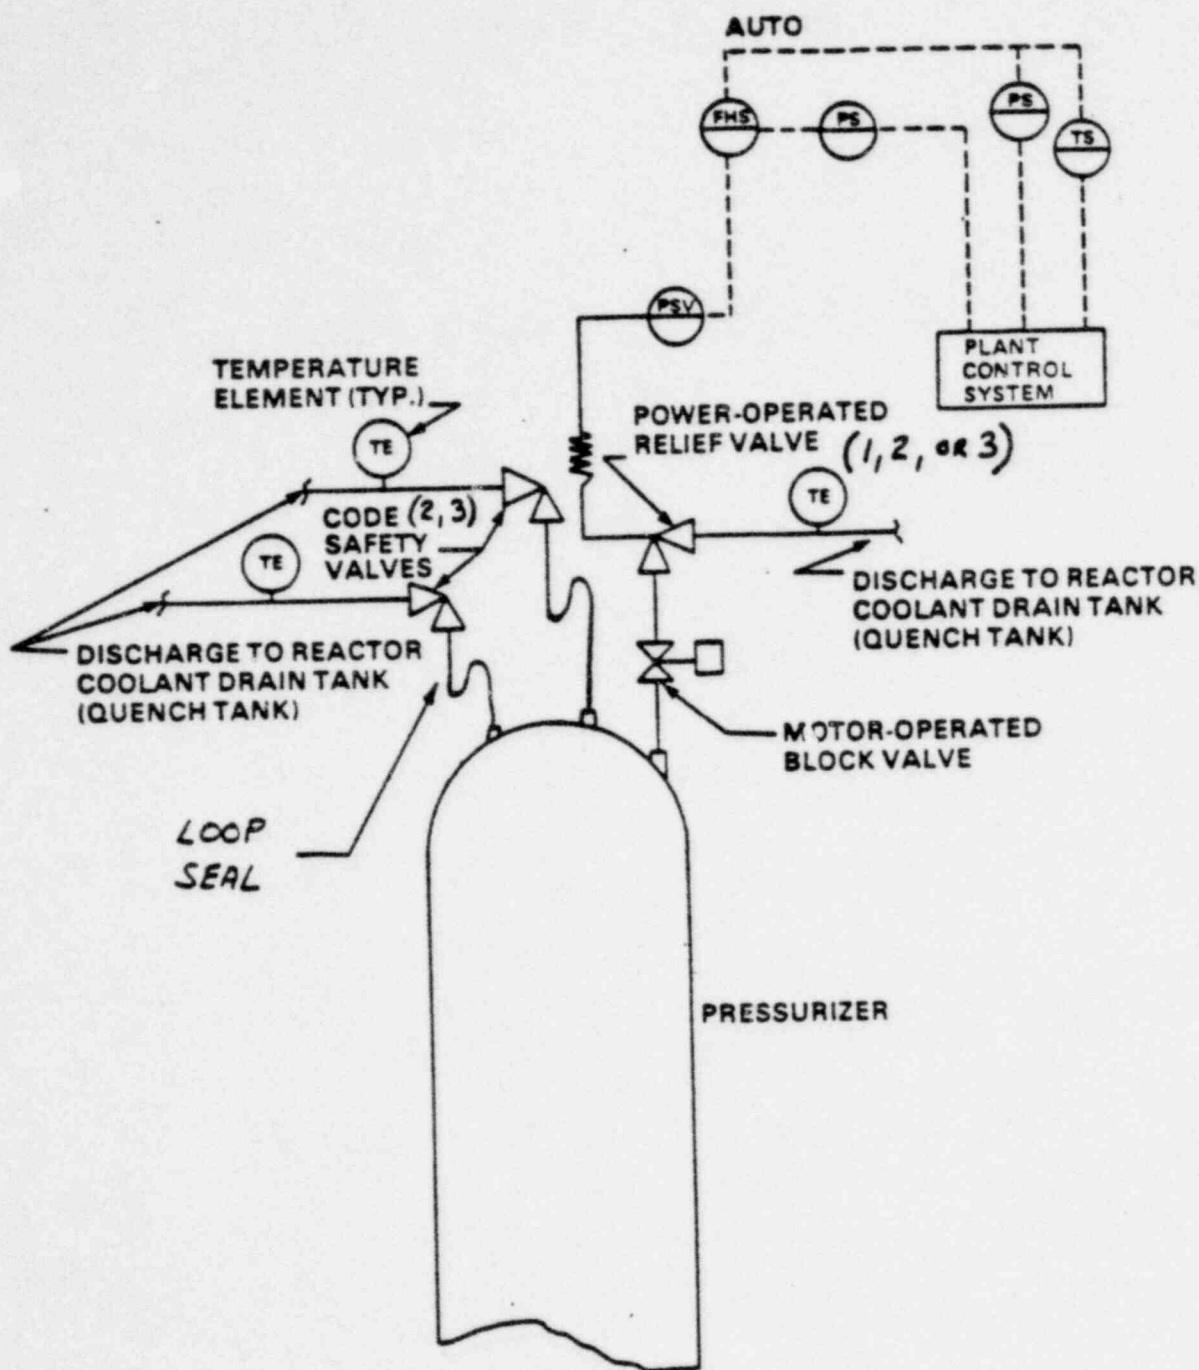 AUTO
FHS
PS
PS
TS
PSV
PLANT
CONTROL
SYSTEM
TEMPERATURE
ELEMENT (TYP.)
TE
POWER-OPERATED
RELIEF VALVE (1, 2, OR 3)
TE
CODE (2, 3)
SAFETY
VALVES
TE
DISCHARGE TO REACTOR
COOLANT DRAIN TANK
(QUENCH TANK)
DISCHARGE TO REACTOR
COOLANT DRAIN TANK
(QUENCH TANK)
MOTOR-OPERATED
BLOCK VALVE
LOOP
SEAL
PRESSURIZER